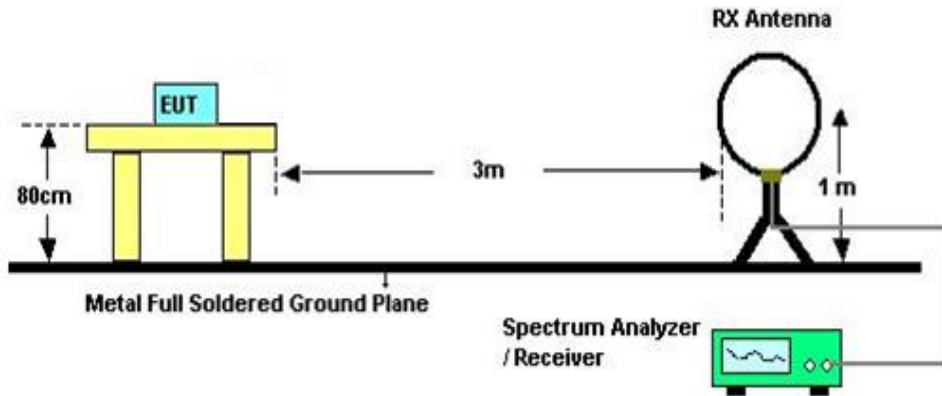 RX Antenna
EUT
3m
80cm
1 m
Metal Full Soldered Ground Plane
Spectrum Analyzer
/ Receiver